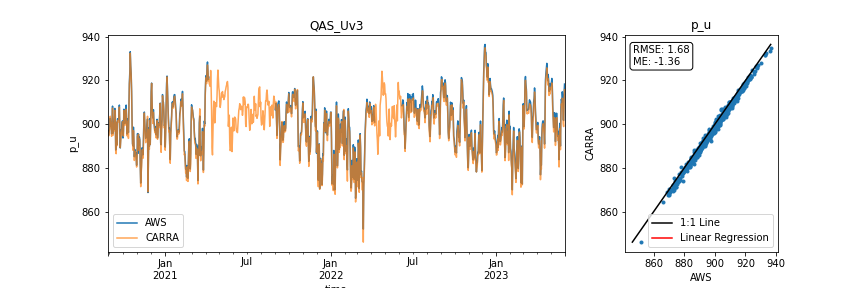 QAS_Uv3
p_u
940
920
900
880
860
p_u
AWS
CARRA
Jan
2021
Jul
Jan
2022
Jul
Jan
2023
time
p_u
RMSE: 1.68
ME: -1.36
940
920
900
880
860
CARRA
1:1 Line
Linear Regression
860
880
900
920
940
AWS